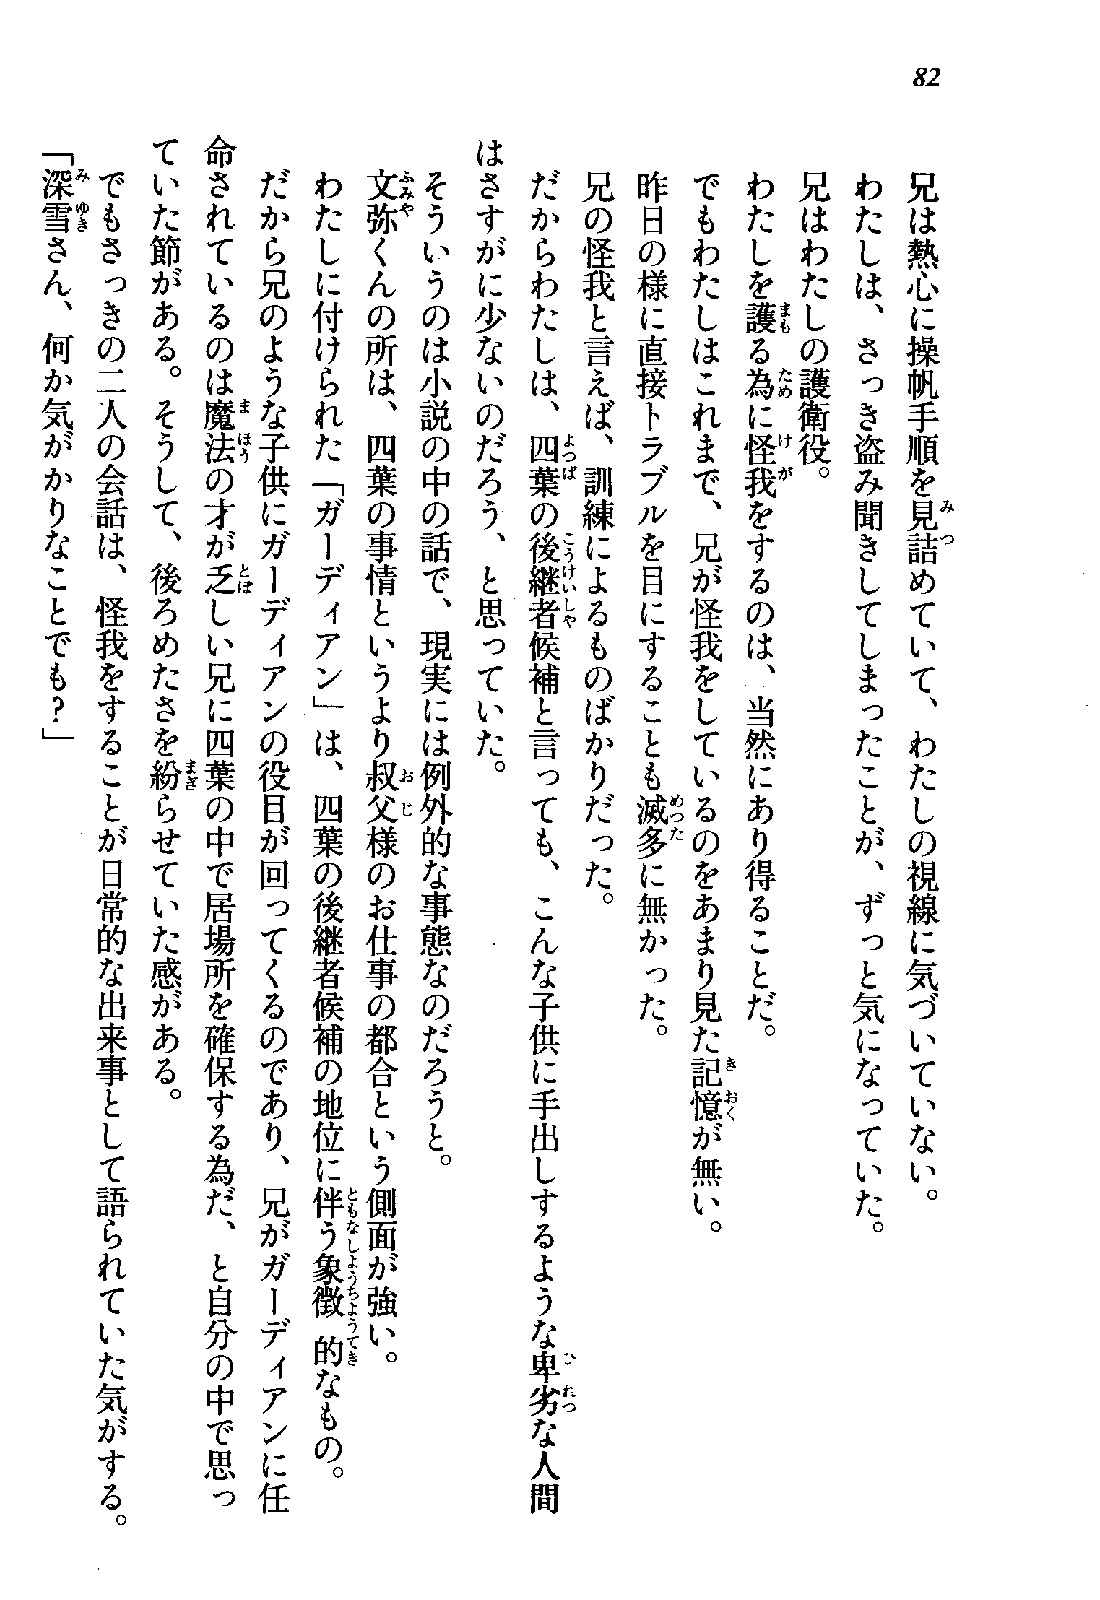 82
兄は熱心に操帆手順を見詰めていて、わたしの視線に気づいていない。
わたしは、さっき盗み聞きしてしまったことが、ずっと気になっていた。
兄はわたしの護衛役。
わたしを護る為に怪我をするのは、当然にあり得ることだ。
でもわたしはこれまで、兄が怪我をしているのをあまり見た記憶が無い。
昨日の様に直接トラブルを目にすることも滅多に無かった。
兄の怪我と言えば、訓練によるものばかりだった。
だからわたしは、四葉の後継者候補と言っても、こんな子供に手出しするような卑劣な人間
はさすがに少ないのだろう、と思っていた。
そういうのは小説の中の話で、現実には例外的な事態なのだろうと。
文弥くんの所は、四葉の事情というより叔父様のお仕事の都合という側面が強い。
わたしに付けられた「ガーディアン」は、四葉の後継者候補の地位に伴う象徴的なもの。
だから兄のような子供にガーディアンの役目が回ってくるのであり、兄がガーディアンに任
命されているのは魔法の才が乏しい兄に四葉の中で居場所を確保する為だ、と自分の中で思っ
ていた節がある。そうして、後ろめたさを紛らせていた感がある。
でもさっきの二人の会話は、怪我をすることが日常的な出来事として語られていた気がする。
「深雪さん、何か気がかりなことでも？」